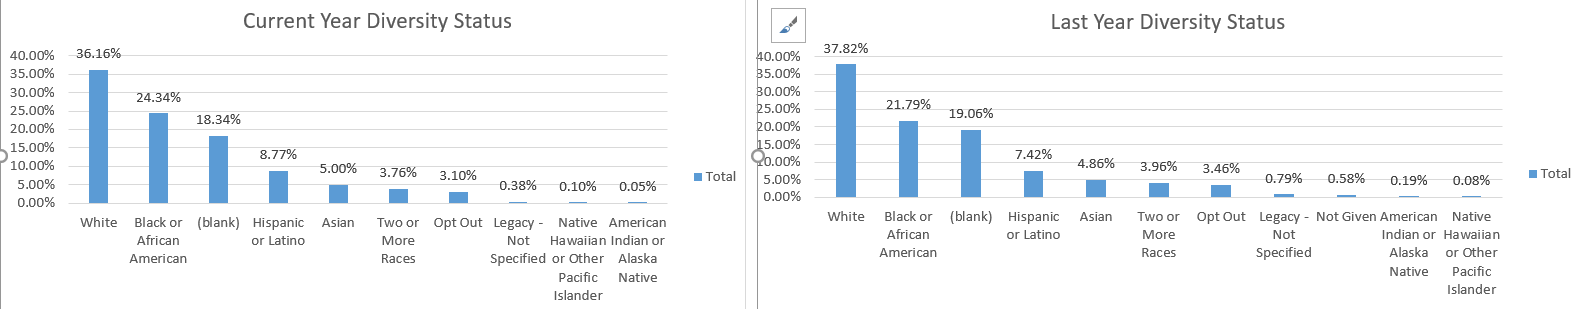 Current Year Diversity Status
40.00%
35.00%
30.00%
25.00%
20.00%
15.00%
10.00%
5.00%
0.00%
36.16%
24.34%
18.34%
8.77%
5.00%
3.76%
3.10%
0.38%
0.10%
0.05%
White
Black or
African
American
(blank)
Hispanic
or Latino
Asian
Two or
More
Races
Opt Out
Legacy -
Not
Specified
Native
Hawaiian
or Other
Pacific
Islander
American
Indian or
Alaska
Native
Total
Last Year Diversity Status
40.00%
35.00%
30.00%
25.00%
20.00%
15.00%
10.00%
5.00%
0.00%
37.82%
21.79%
19.06%
7.42%
4.86%
3.96%
3.46%
0.79%
0.58%
0.19%
0.08%
White
Black or
African
American
(blank)
Hispanic
or Latino
Asian
Two or
More
Races
Opt Out
Legacy -
Not
Specified
Not Given
American
Indian or
Alaska
Native
Native
Hawaiian
or Other
Pacific
Islander
Total